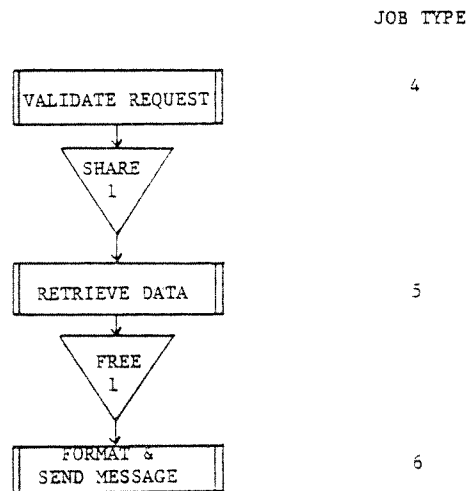 JOB TYPE
VALIDATE REQUEST 4
SHARE
1
RETRIEVE DATA 5
FREE
1
FORMAT &
SEND MESSAGE 6